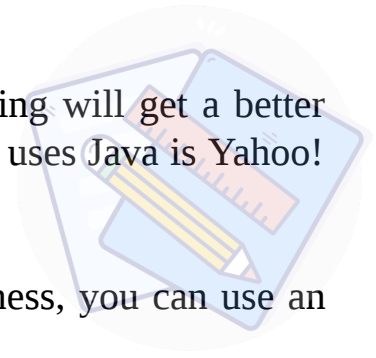 ing will get a better
uses Java is Yahoo!
ness, you can use an